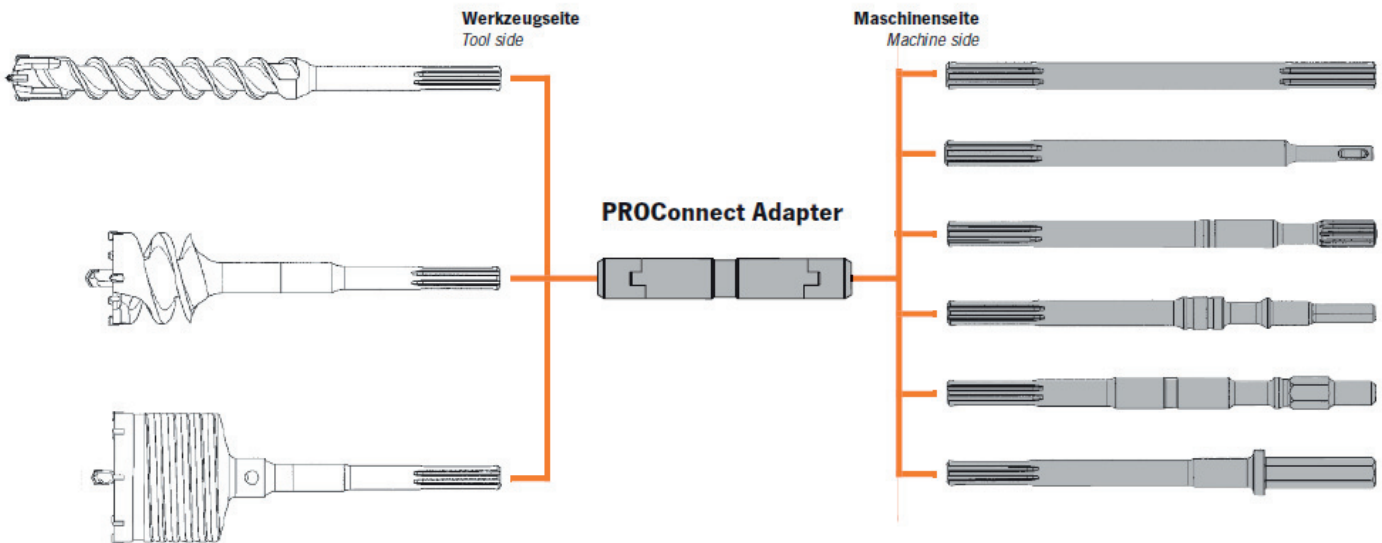 Werkzeugseite
Tool side
Maschinenseite
Machine side
PROConnect Adapter